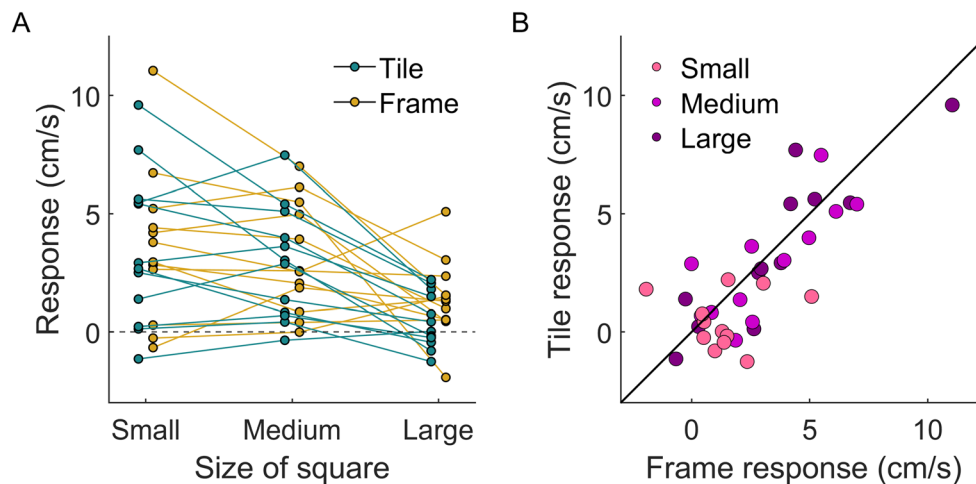 A
Response (cm/s)
10
5
0
Tile
Frame
Small
Medium
Large
Size of square
B
Tile response (cm/s)
10
5
0
Small
Medium
Large
0
5
10
Frame response (cm/s)